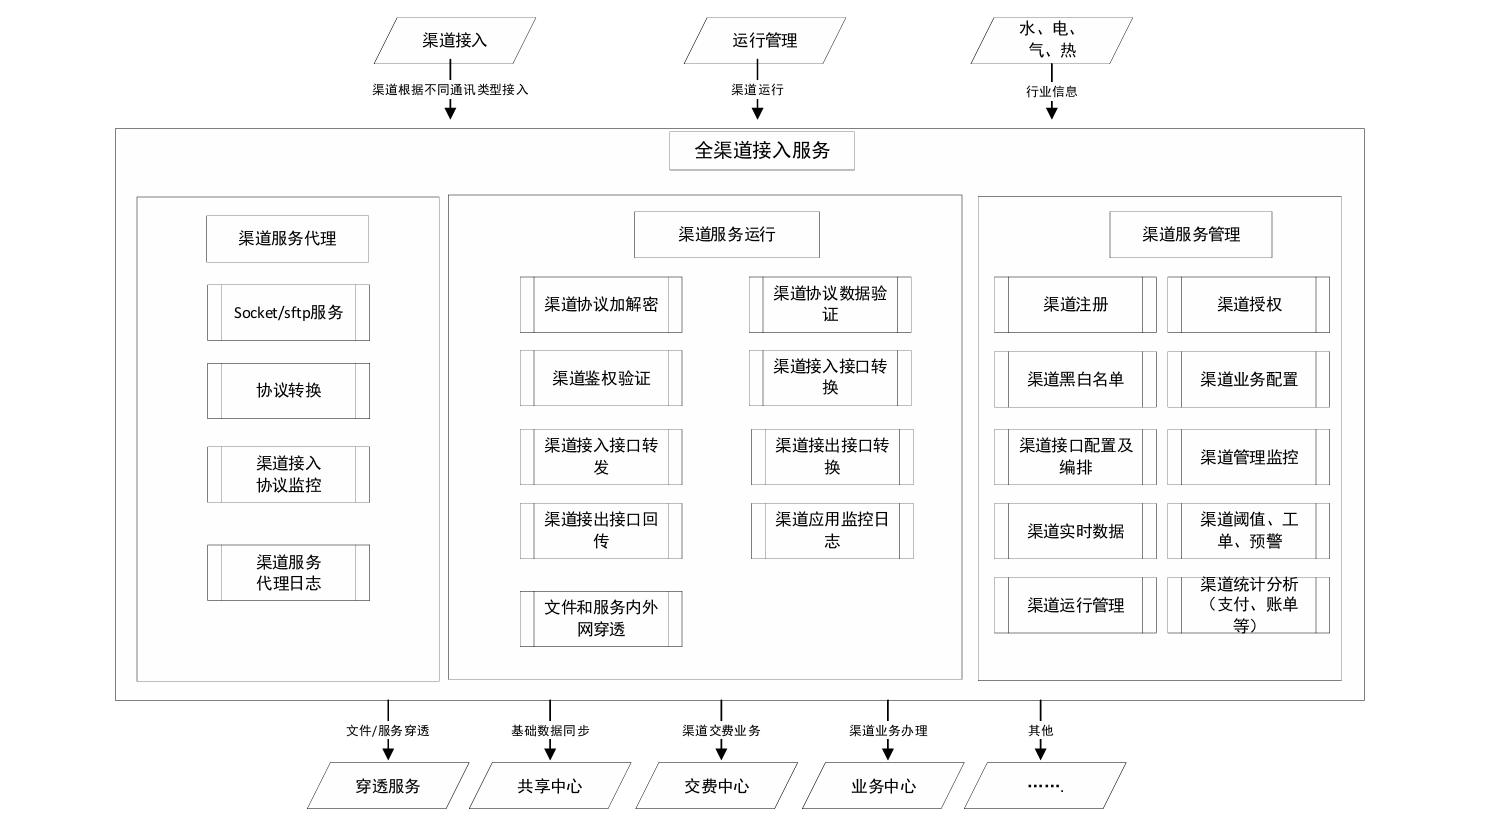 渠道接入
运行管理
水、电、
气、热
渠道根据不同通讯类型接入
渠道运行
行业信息
全渠道接入服务
渠道服务代理
Socket/sftp服务
协议转换
渠道接入
协议监控
渠道服务
代理日志
渠道服务运行
渠道协议加解密
渠道协议数据验
证
渠道鉴权验证
渠道接入接口转
换
渠道接入接口转
发
渠道接出接口转
换
渠道接出接口回
传
渠道应用监控日
志
文件和服务内外
网穿透
渠道服务管理
渠道注册
渠道授权
渠道黑白名单
渠道业务配置
渠道接口配置及
编排
渠道管理监控
渠道实时数据
渠道阈值、工
单、预警
渠道运行管理
渠道统计分析
（支付、账单
等）
文件/服务穿透
基础数据同步
渠道交费业务
渠道业务办理
其他
穿透服务
共享中心
交费中心
业务中心
…….